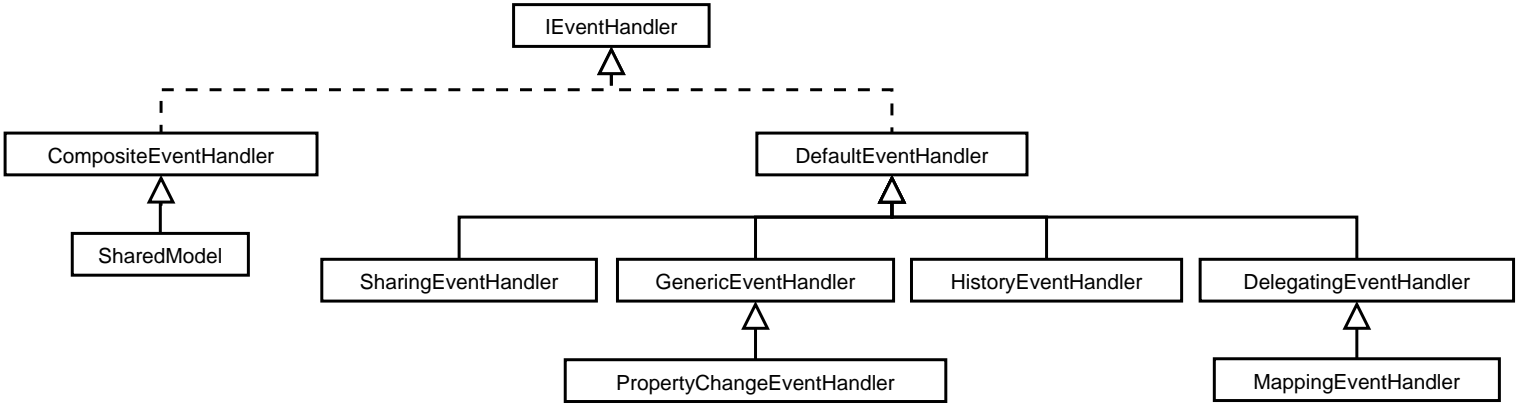 IEventHandler
CompositeEventHandler
DefaultEventHandler
SharedModel
SharingEventHandler
GenericEventHandler
HistoryEventHandler
DelegatingEventHandler
PropertyChangeEventHandler
MappingEventHandler